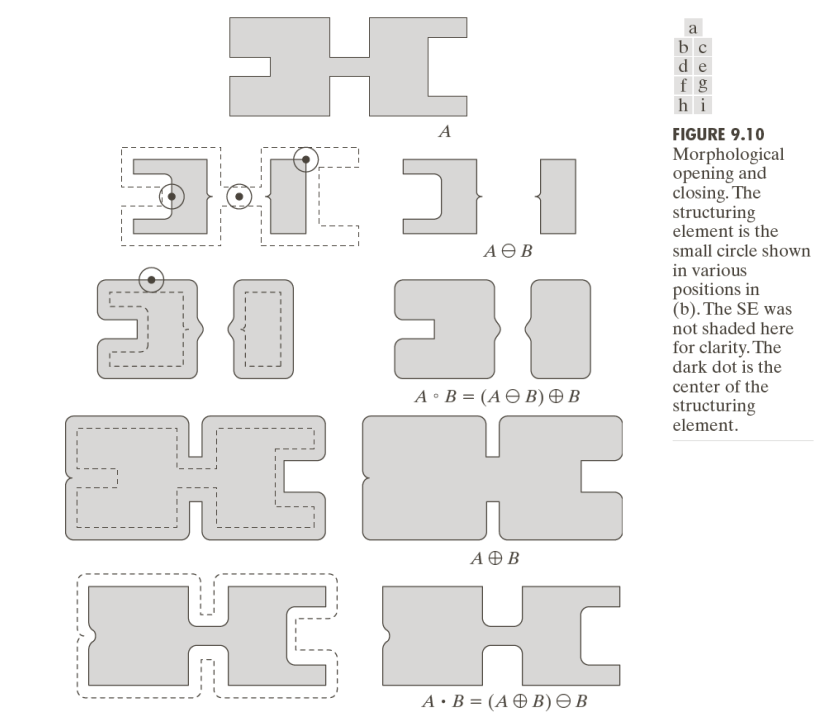 a
b c
d e
f g
h i
FIGURE 9.10
Morphological
opening and
closing. The
structuring
element is the
small circle shown
in various
positions in
(b). The SE was
not shaded here
for clarity. The
dark dot is the
center of the
structuring
element.
A
A ⊖ B
A ∘ B = (A ⊖ B) ⊕ B
A ⊕ B
A • B = (A ⊕ B) ⊖ B